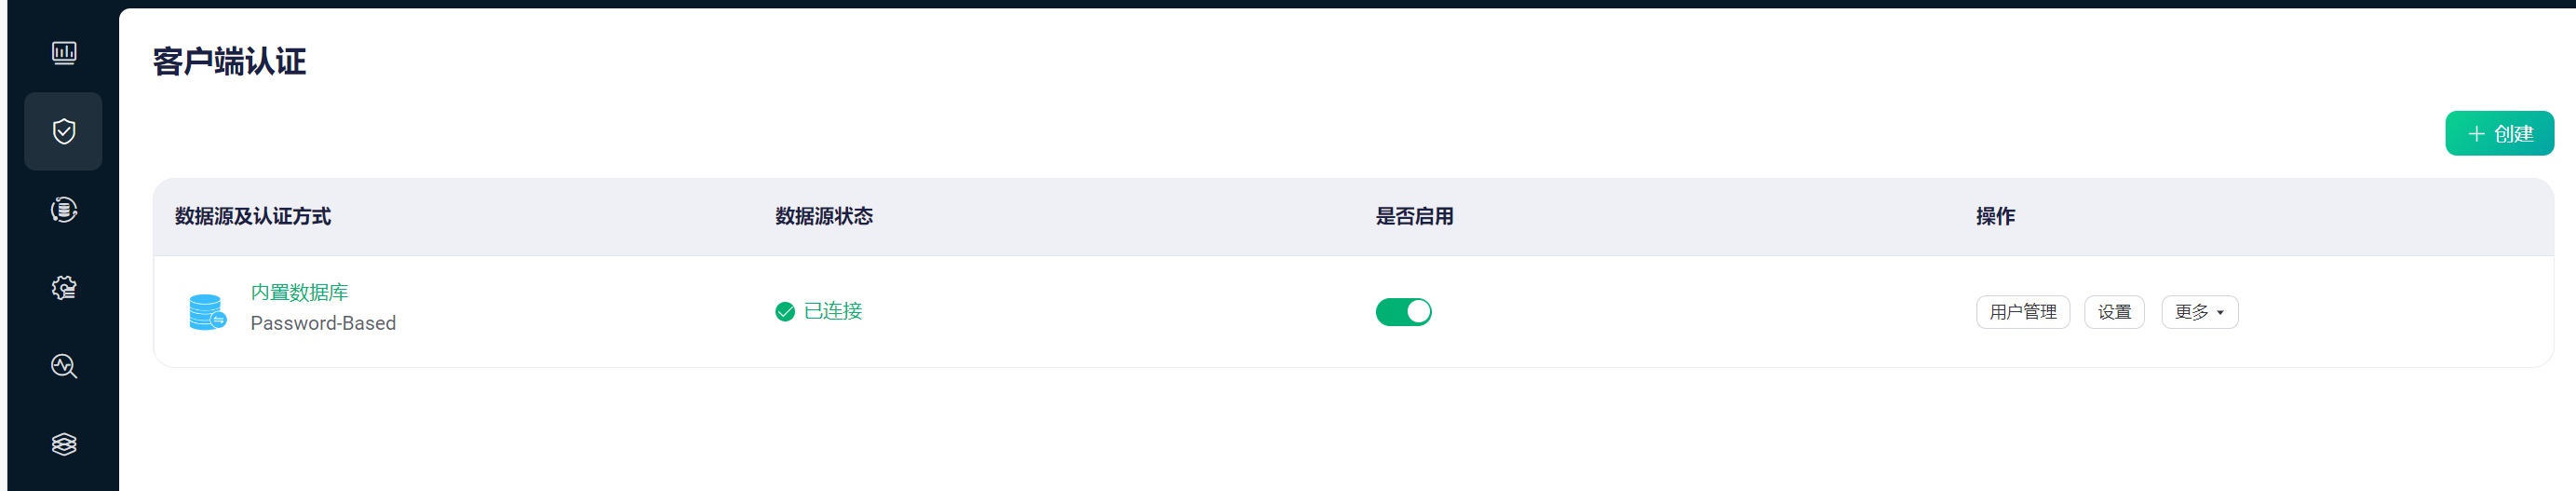 客户端认证
创建
数据源及认证方式 数据源状态 是否启用 操作
内置数据库
Password-Based
已连接
用户管理 设置 更多